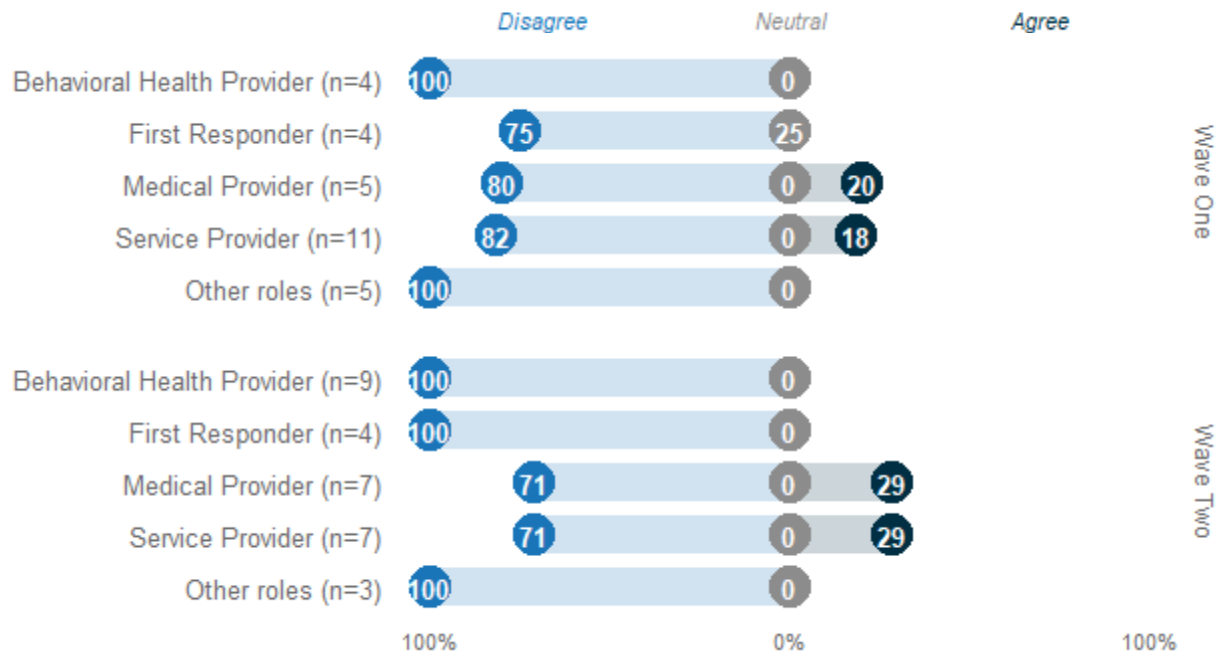 Disagree Neutral Agree
Behavioral Health Provider (n=4) 100 0
First Responder (n=4) 75 25
Medical Provider (n=5) 80 0 20
Service Provider (n=11) 82 0 18
Other roles (n=5) 100 0
Wave One
Behavioral Health Provider (n=9) 100 0
First Responder (n=4) 100 0
Medical Provider (n=7) 71 0 29
Service Provider (n=7) 71 0 29
Other roles (n=3) 100 0
Wave Two
100% 0% 100%